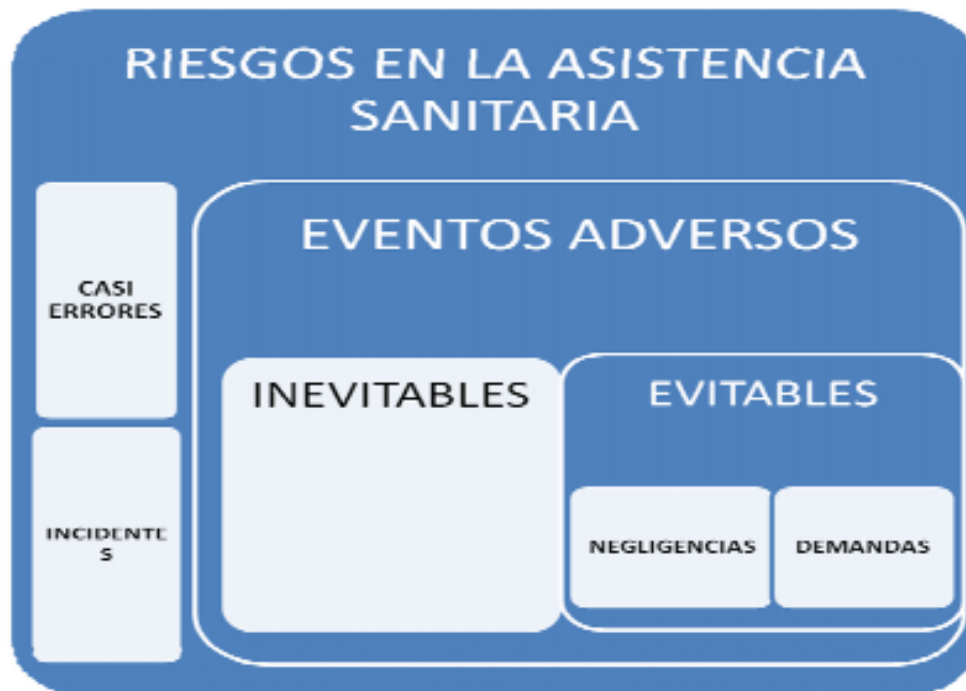 RIESGOS EN LA ASISTENCIA
SANITARIA
EVENTOS ADVERSOS
CASI
ERRORES
INEVITABLES
EVITABLES
INCIDENTE
S
NEGLIGENCIAS
DEMANDAS